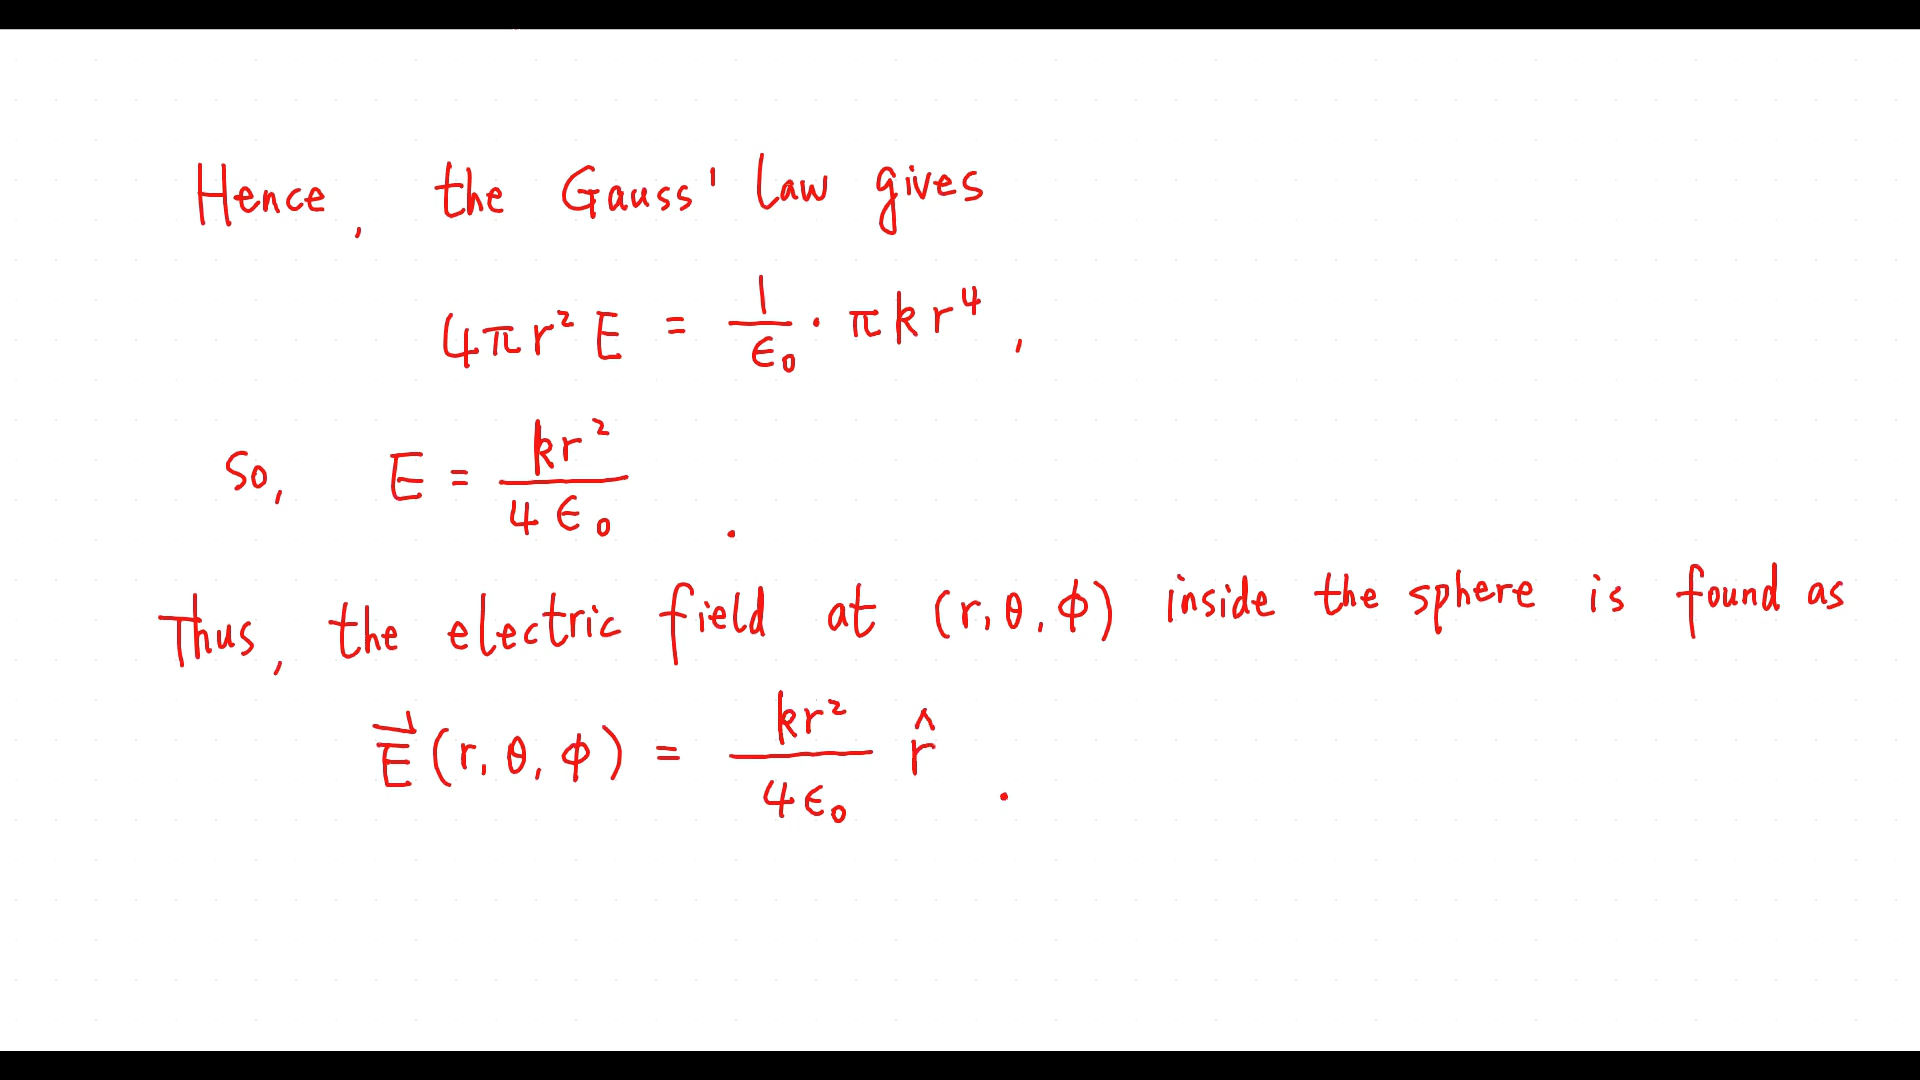 Hence, the Gauss' Law gives
4πr² E = 1/ϵ₀ · πkr⁴ ,
So, E = kr²/4ϵ₀ .
Thus, the electric field at (r, θ, ϕ) inside the sphere is found as
E⃗(r, θ, ϕ) = kr²/4ϵ₀ r̂ .